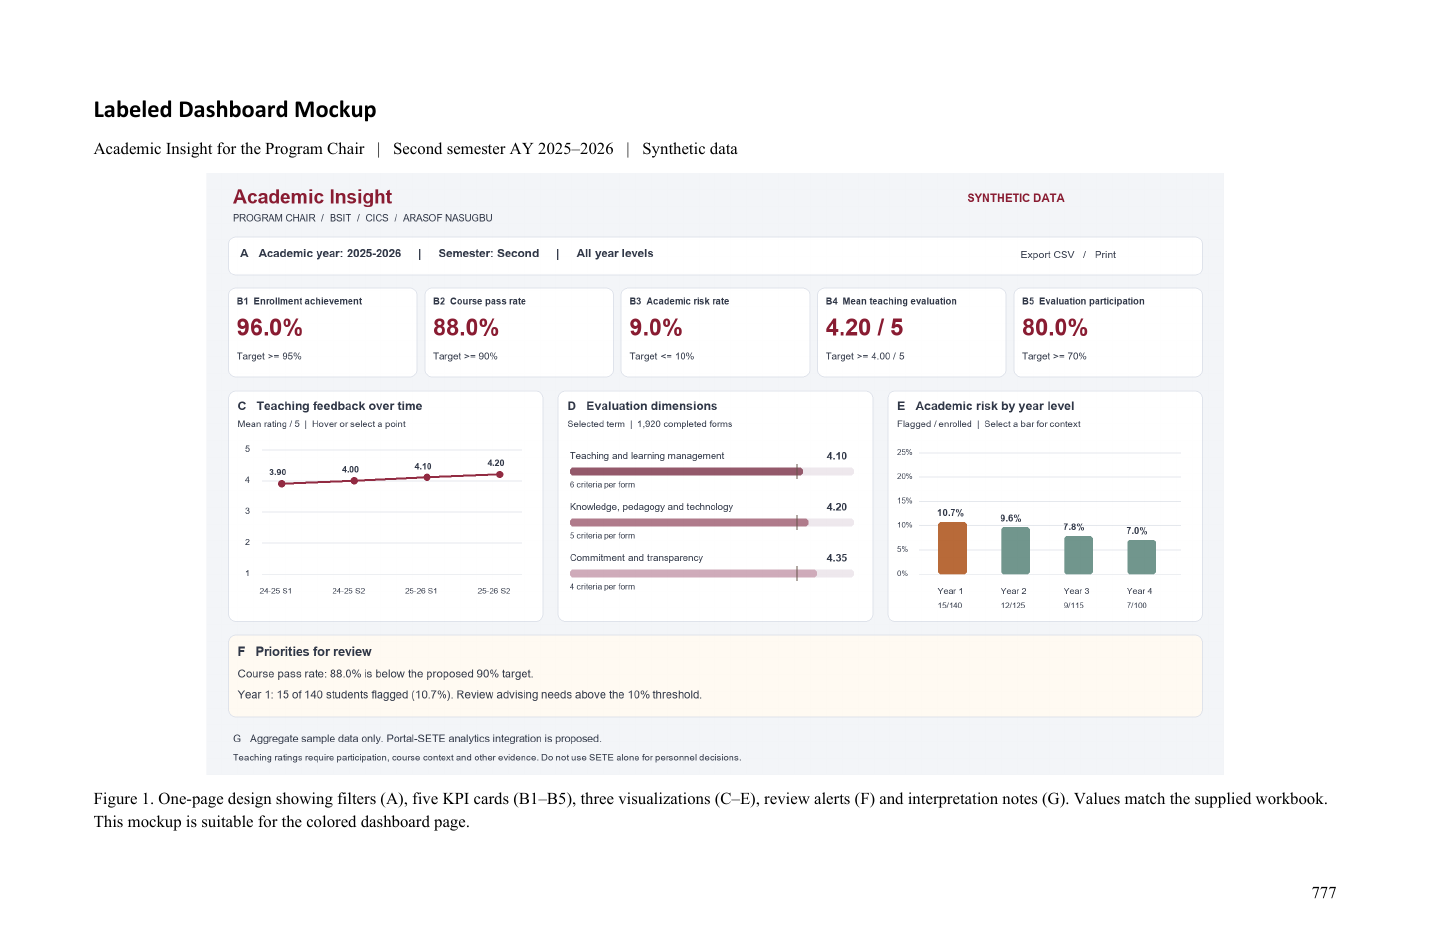 Labeled Dashboard Mockup
Academic Insight for the Program Chair | Second semester AY 2025–2026 | Synthetic data
Academic Insight
SYNTHETIC DATA
PROGRAM CHAIR / BSIT / CICS / ARASOF NASUGBU
A Academic year: 2025-2026 | Semester: Second | All year levels
Export CSV / Print
B1 Enrollment achievement
96.0%
Target >= 95%
B2 Course pass rate
88.0%
Target >= 90%
B3 Academic risk rate
9.0%
Target <= 10%
B4 Mean teaching evaluation
4.20 / 5
Target >= 4.00 / 5
B5 Evaluation participation
80.0%
Target >= 70%
C Teaching feedback over time
Mean rating / 5 | Hover or select a point
5
4
3
2
1
3.90
4.00
4.10
4.20
24-25 S1
24-25 S2
25-26 S1
25-26 S2
D Evaluation dimensions
Selected term | 1,920 completed forms
Teaching and learning management 4.10
6 criteria per form
Knowledge, pedagogy and technology 4.20
5 criteria per form
Commitment and transparency 4.35
4 criteria per form
E Academic risk by year level
Flagged / enrolled | Select a bar for context
25%
20%
15%
10%
5%
0%
10.7%
9.6%
7.8%
7.0%
Year 1
Year 2
Year 3
Year 4
15/140
12/125
9/115
7/100
F Priorities for review
Course pass rate: 88.0% is below the proposed 90% target.
Year 1: 15 of 140 students flagged (10.7%). Review advising needs above the 10% threshold.
G Aggregate sample data only. Portal-SETE analytics integration is proposed.
Teaching ratings require participation, course context and other evidence. Do not use SETE alone for personnel decisions.
Figure 1. One-page design showing filters (A), five KPI cards (B1–B5), three visualizations (C–E), review alerts (F) and interpretation notes (G). Values match the supplied workbook.
This mockup is suitable for the colored dashboard page.
777